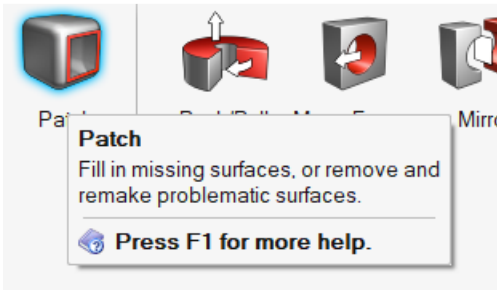 Patch
Fill in missing surfaces, or remove and
remake problematic surfaces.
Press F1 for more help.